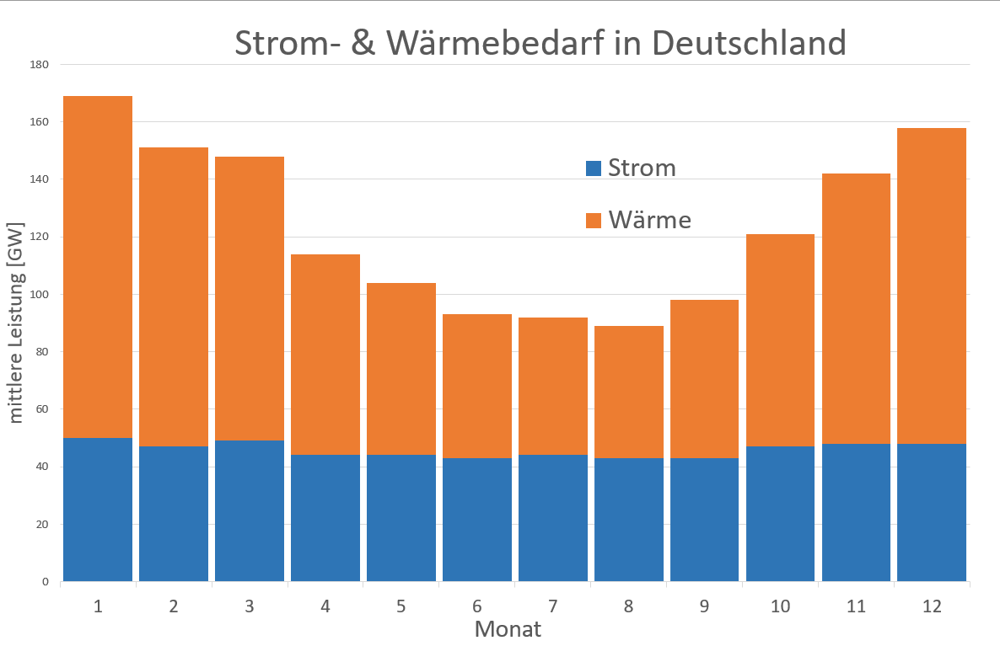 Strom- & Wärmebedarf in Deutschland
180
160
140
120
100
80
60
40
20
0
mittlere Leistung [GW]
Strom
Wärme
1 2 3 4 5 6 7 8 9 10 11 12
Monat